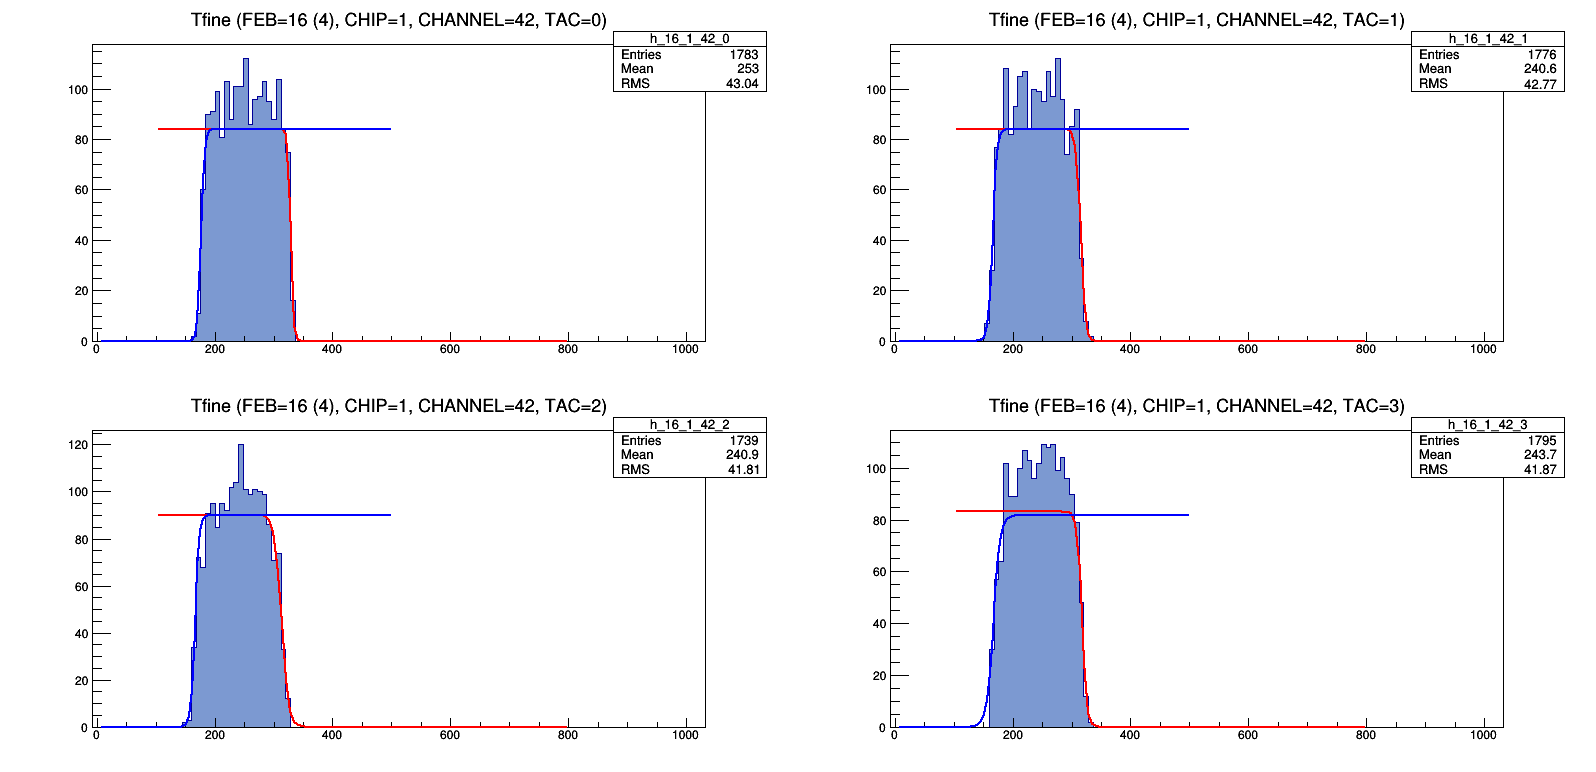 Tfine (FEB=16 (4), CHIP=1, CHANNEL=42, TAC=0)
h_16_1_42_0
Entries 1783
Mean 253
RMS 43.04
100
80
60
40
20
0
0 200 400 600 800 1000
Tfine (FEB=16 (4), CHIP=1, CHANNEL=42, TAC=1)
h_16_1_42_1
Entries 1776
Mean 240.6
RMS 42.77
100
80
60
40
20
0
0 200 400 600 800 1000
Tfine (FEB=16 (4), CHIP=1, CHANNEL=42, TAC=2)
h_16_1_42_2
Entries 1739
Mean 240.9
RMS 41.81
120
100
80
60
40
20
0
0 200 400 600 800 1000
Tfine (FEB=16 (4), CHIP=1, CHANNEL=42, TAC=3)
h_16_1_42_3
Entries 1795
Mean 243.7
RMS 41.87
100
80
60
40
20
0
0 200 400 600 800 1000